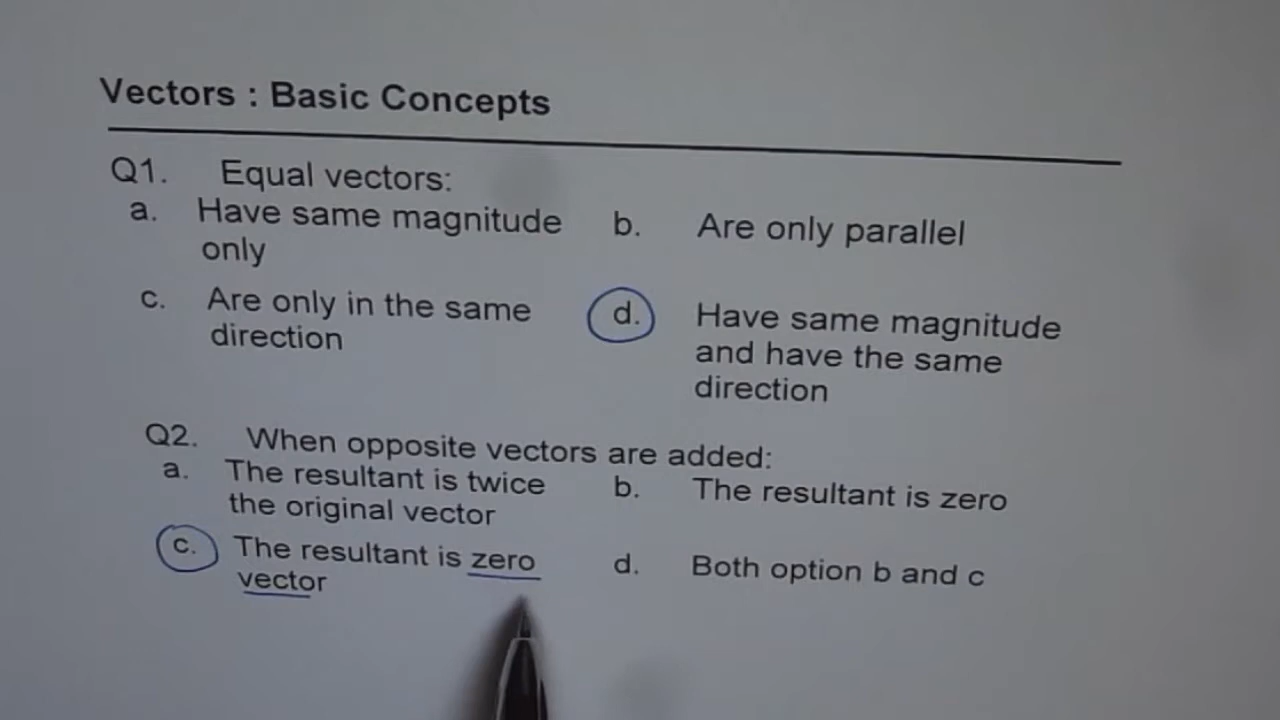 Vectors : Basic Concepts
Q1. Equal vectors:
a. Have same magnitude only b. Are only parallel
c. Are only in the same direction d. Have same magnitude and have the same direction
Q2. When opposite vectors are added:
a. The resultant is twice the original vector b. The resultant is zero
c. The resultant is zero vector d. Both option b and c